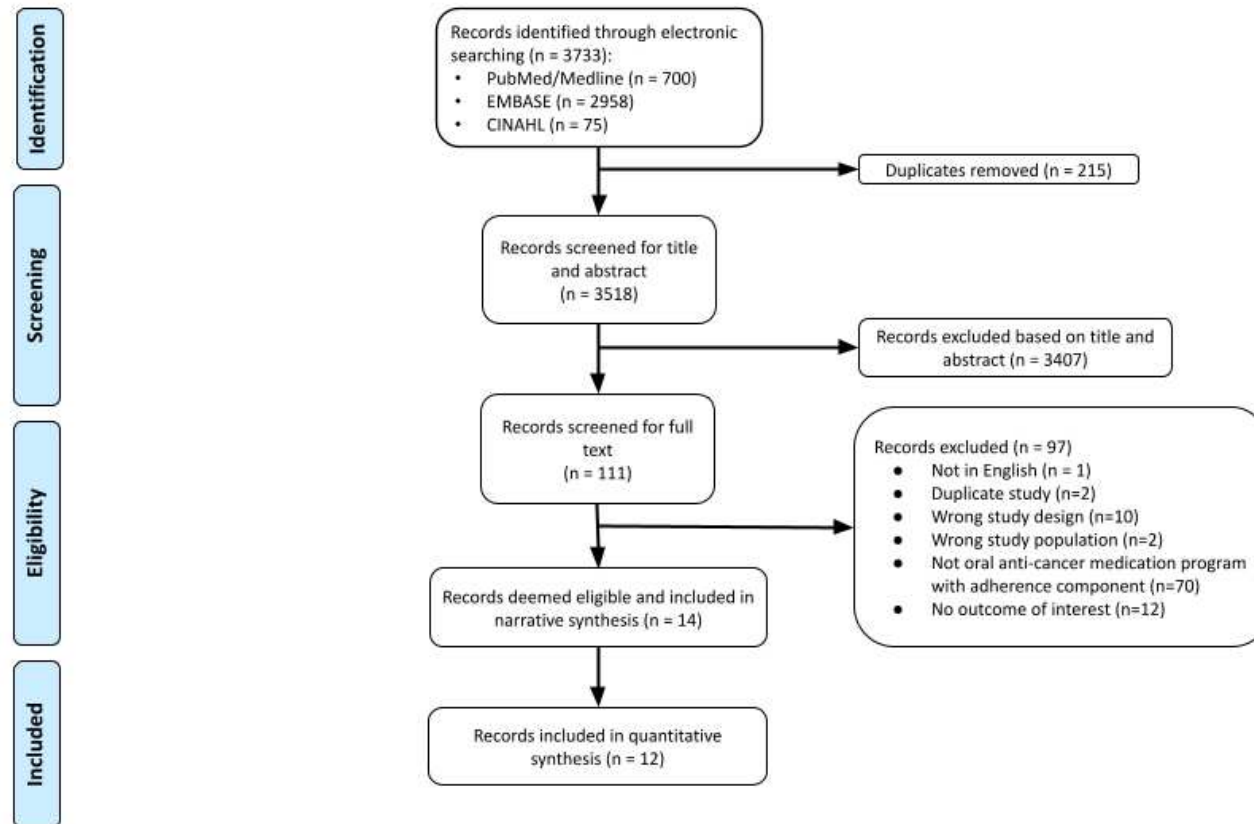 Identification
Records identified through electronic
searching (n = 3733):
• PubMed/Medline (n = 700)
• EMBASE (n = 2958)
• CINAHL (n = 75)
Duplicates removed (n = 215)
Screening
Records screened for title
and abstract
(n = 3518)
Records excluded based on title and
abstract (n = 3407)
Eligibility
Records screened for full
text
(n = 111)
Records excluded (n = 97)
● Not in English (n = 1)
● Duplicate study (n=2)
● Wrong study design (n=10)
● Wrong study population (n=2)
● Not oral anti-cancer medication program
with adherence component (n=70)
● No outcome of interest (n=12)
Records deemed eligible and included in
narrative synthesis (n = 14)
Included
Records included in quantitative
synthesis (n = 12)